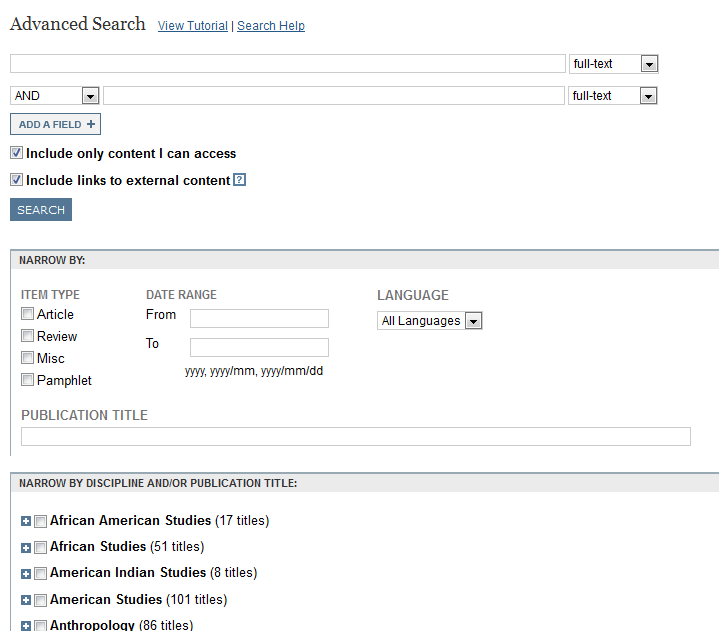 Advanced Search View Tutorial | Search Help
full-text
AND full-text
ADD A FIELD +
Include only content I can access
Include links to external content ?
SEARCH
NARROW BY:
ITEM TYPE DATE RANGE LANGUAGE
Article From
All Languages
Review
To
Misc
yyyy, yyyy/mm, yyyy/mm/dd
Pamphlet
PUBLICATION TITLE
NARROW BY DISCIPLINE AND/OR PUBLICATION TITLE:
African American Studies (17 titles)
African Studies (51 titles)
American Indian Studies (8 titles)
American Studies (101 titles)
Anthropology (86 titles)